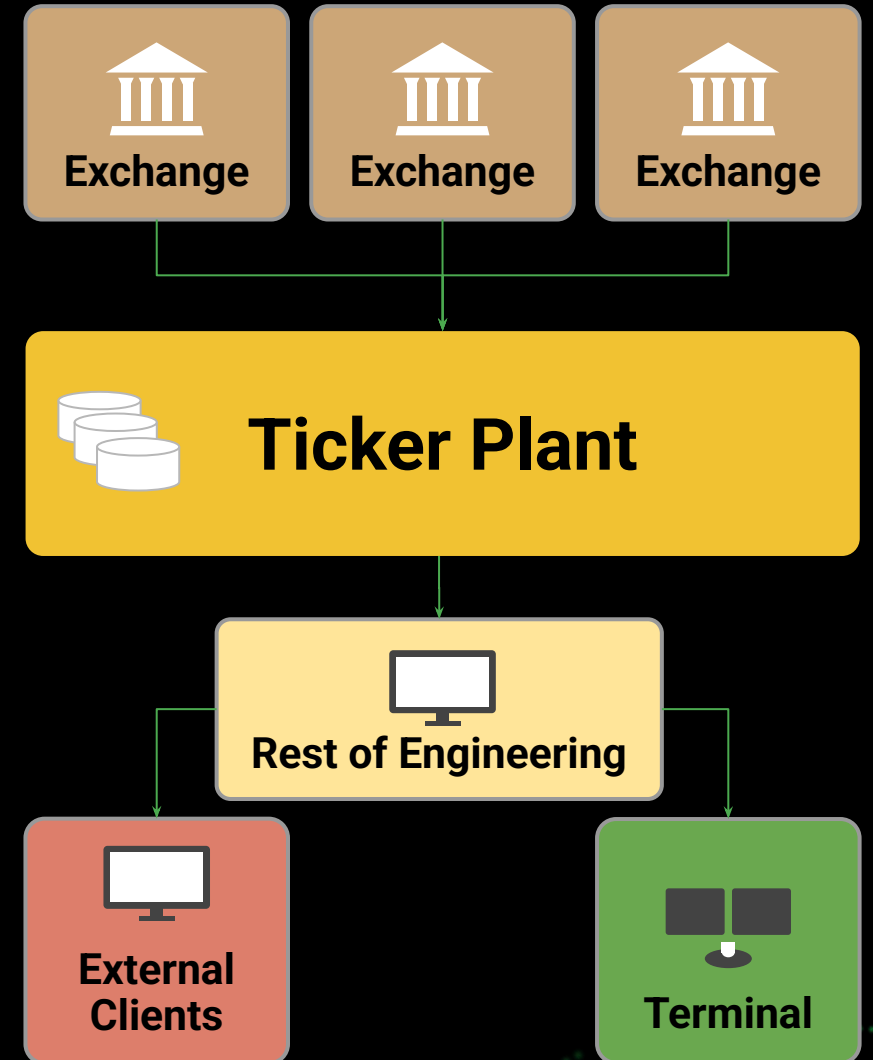 Exchange
Exchange
Exchange
Ticker Plant
Rest of Engineering
External
Clients
Terminal